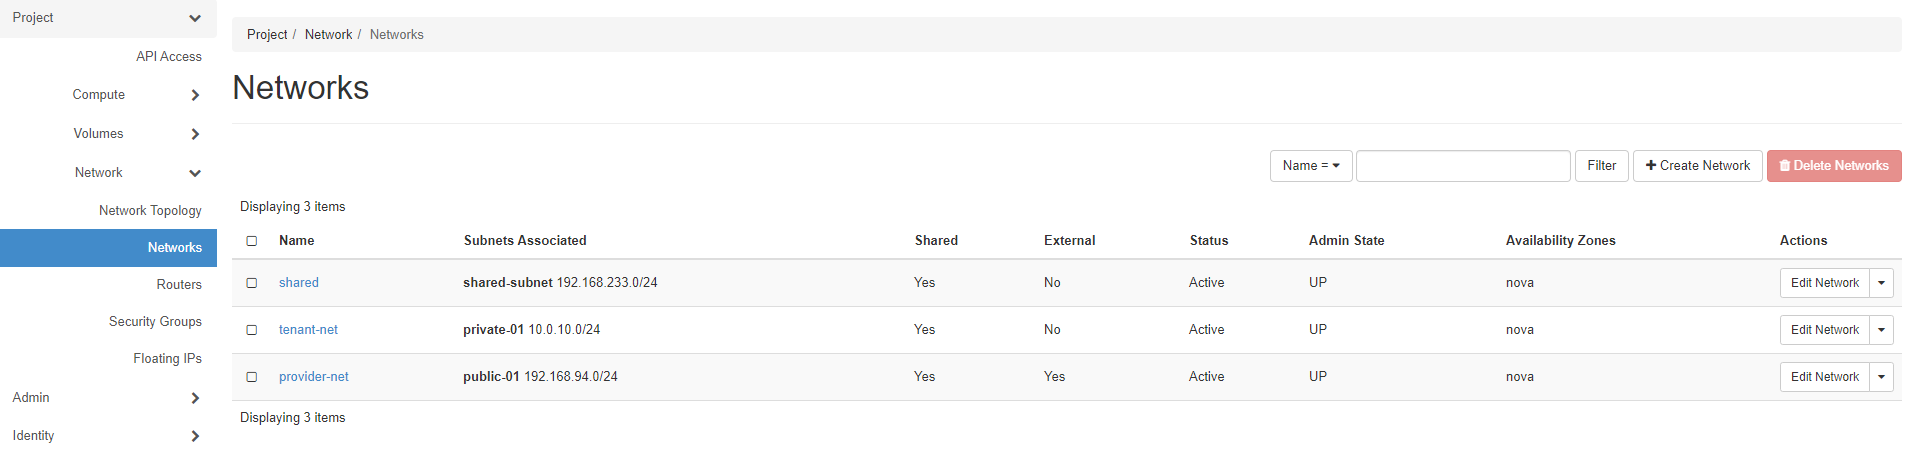 Project
API Access
Compute
Volumes
Network
Network Topology
Networks
Routers
Security Groups
Floating IPs
Admin
Identity
Project / Network / Networks
Networks
Name = Filter Create Network Delete Networks
Displaying 3 items
Name Subnets Associated Shared External Status Admin State Availability Zones Actions
shared shared-subnet 192.168.233.0/24 Yes No Active UP nova Edit Network
tenant-net private-01 10.0.10.0/24 Yes No Active UP nova Edit Network
provider-net public-01 192.168.94.0/24 Yes Yes Active UP nova Edit Network
Displaying 3 items